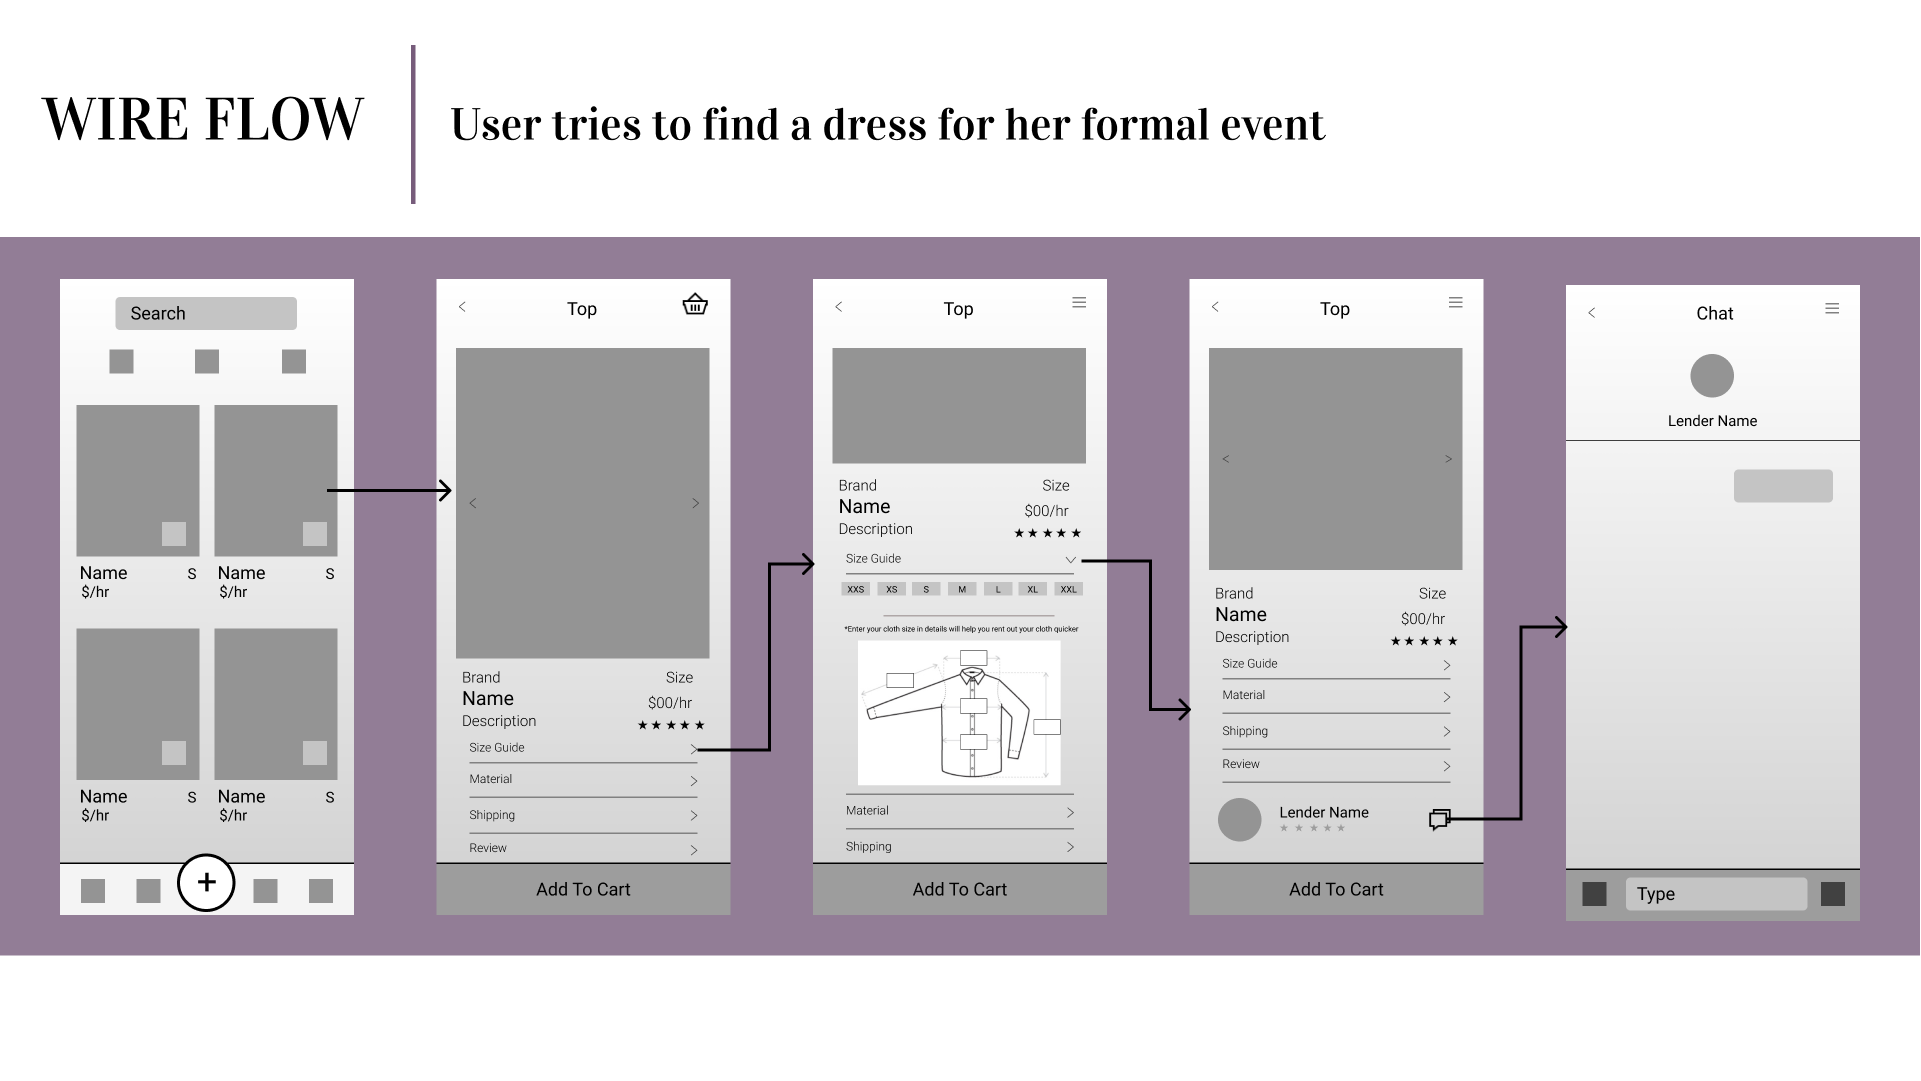 WIRE FLOW
User tries to find a dress for her formal event
Search
Name S
$/hr
Name S
$/hr
Name S
$/hr
Name S
$/hr
+
< Top
< >
Brand Size
Name $00/hr
Description ★★★★★
Size Guide >
Material >
Shipping >
Review >
Add To Cart
< Top
Brand Size
Name $00/hr
Description ★★★★★
Size Guide
XXS XS S M L XL XXL
*Enter your cloth size in details will help you rent out your cloth quicker
Material >
Shipping >
Add To Cart
< Top
< >
Brand Size
Name $00/hr
Description ★★★★★
Size Guide >
Material >
Shipping >
Review >
Lender Name
★★★★★
Add To Cart
< Chat
Lender Name
Type